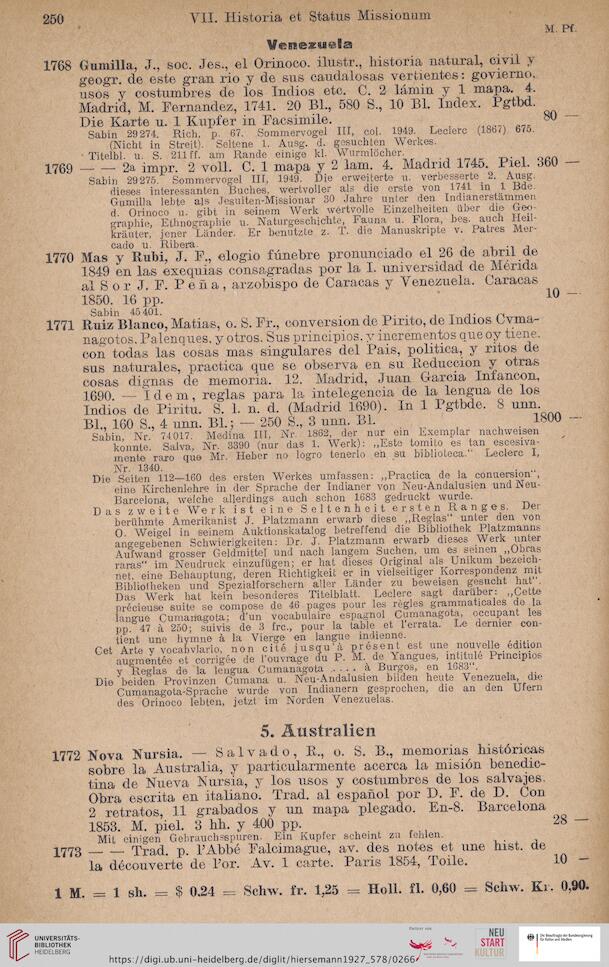 250 VII. Historia et Status Missionum
M. Pf.
Venezuela
1768 Gumilla, J., soc. Jes., el Orinoco. ilustr., historia natural, civil y
geogr. de este gran rio y de sus caudalosas vertientes: govierno,
usos y costumbres de los Indios etc. C. 2 lámin y 1 mapa. 4.
Madrid, M. Fernandez, 1741. 20 Bl., 580 S., 10 Bl. Index. Pgtbd.
Die Karte u. 1 Kupfer in Facsimile. 80 —
Sabin 29274. Rich. p. 67. Sommervogel III, col. 1949. Leclerc (1867) 675.
(Nicht in Streit). Seltene 1. Ausg. d. gesuchten Werkes.
Titelbl. u. S. 211 ff. am Rande einige kl. Wurmlöcher.
1769 — — 2a impr. 2 voll. C. 1 mapa y 2 lam. 4. Madrid 1745. Piel. 360 —
Sabin 29275. Sommervogel III, 1949. Die erweiterte u. verbesserte 2. Ausg.
dieses interessanten Buches, wertvoller als die erste von 1741 in 1 Bde.
Gumilla lebte als Jesuiten-Missionar 30 Jahre unter den Indianerstämmen
d. Orinoco u. gibt in seinem Werk wertvolle Einzelheiten über die Geo-
graphie, Ethnographie u. Naturgeschichte, Fauna u. Flora, bes. auch Heil-
kräuter, jener Länder. Er benutzte z. T. die Manuskripte v. Patres Mer-
cado u. Ribera.
1770 Mas y Rubi, J. F., elogio fúnebre pronunciado el 26 de abril de
1849 en las exequias consagradas por la I. universidad de Mérida
al Sor J. F. Peña, arzobispo de Caracas y Venezuela. Caracas
1850. 16 pp. 10 —
Sabin 45401.
1771 Ruiz Blanco, Matias, o. S. Fr., conversion de Pirito, de Indios Cvma-
nagotos, Palenques, y otros. Sus principios, y incrementos que oy tiene,
con todas las cosas mas singulares del Pais, politica, y ritos de
sus naturales, practica que se observa en su Reduccion y otras
cosas dignas de memoria. 12. Madrid, Juan Garcia Infancon,
1690. — Idem, reglas para la intelegencia de la lengua de los
Indios de Piritu. S. l. n. d. (Madrid 1690). In 1 Pgtbde. 8 unn.
Bl., 160 S., 4 unn. Bl.; — 250 S., 3 unn. Bl. 1800 —
Sabin, Nr. 74017. Medina III, Nr. 1862, der nur ein Exemplar nachweisen
konnte. Salva, Nr. 3390 (nur das 1. Werk): „Este tomito es tan escesiva-
mente raro que Mr. Heber no logro tenerlo en su biblioteca.“ Leclerc I,
Nr. 1340.
Die Seiten 112—160 des ersten Werkes umfassen: „Practica de la conuersion“,
eine Kirchenlehre in der Sprache der Indianer von Neu-Andalusien und Neu-
Barcelona, welche allerdings auch schon 1683 gedruckt wurde.
Das zweite Werk ist eine Seltenheit ersten Ranges. Der
berühmte Amerikanist J. Platzmann erwarb diese „Reglas“ unter den von
O. Weigel in seinem Auktionskatalog betreffend die Bibliothek Platzmanns
angegebenen Schwierigkeiten: Dr. J. Platzmann erwarb dieses Werk unter
Aufwand grosser Geldmittel und nach langem Suchen, um es seinen „Obras
raras“ im Neudruck einzufügen; er hat dieses Original als Unikum bezeich-
net, eine Behauptung, deren Richtigkeit er in vielseitiger Korrespondenz mit
Bibliotheken und Spezialforschern aller Länder zu beweisen gesucht hat“.
Das Werk hat kein besonderes Titelblatt. Leclerc sagt darüber: „Cette
précieuse suite se compose de 46 pages pour les règles grammaticales de la
langue Cumanagota; d'un vocabulaire espagnol Cumanagota, occupant les
pp. 47 à 250; suivis de 3 frc., pour la table et l'errata. Le dernier con-
tient une hymne à la Vierge en langue indienne.
Cet Arte y vocabvlario, non cité jusqu'à présent est une nouvelle édition
augmentée et corrigée de l'ouvrage du P. M. de Yangues, intitulé Principios
y Reglas de la lengua Cumanagota .... à Burgos, en 1683“.
Die beiden Provinzen Cumana u. Neu-Andalusien bilden heute Venezuela, die
Cumanagota-Sprache wurde von Indianern gesprochen, die an den Ufern
des Orinoco lebten, jetzt im Norden Venezuelas.
5. Australien
1772 Nova Nursia. — Salvado, R., o. S. B., memorias históricas
sobre la Australia, y particularmente acerca la misión benedic-
tina de Nueva Nursia, y los usos y costumbres de los salvajes.
Obra escrita en italiano. Trad. al español por D. F. de D. Con
2 retratos, 11 grabados y un mapa plegado. En-8. Barcelona
1853. M. piel. 3 hh. y 400 pp. 28 —
Mit einigen Gebrauchsspuren. Ein Kupfer scheint zu fehlen.
1773 — — Trad. p. l'Abbé Falcimague, av. des notes et une hist. de
la découverte de l'or. Av. 1 carte. Paris 1854, Toile. 10 —
1 M. = 1 sh. = $ 0.24 = Schw. fr. 1,25 = Holl. fl. 0,60 = Schw. Kr. 0,90.
UNIVERSITÄTS-
BIBLIOTHEK
HEIDELBERG
https://digi.ub.uni-heidelberg.de/diglit/hiersemann1927_578/0266
NEU
START
KULTUR